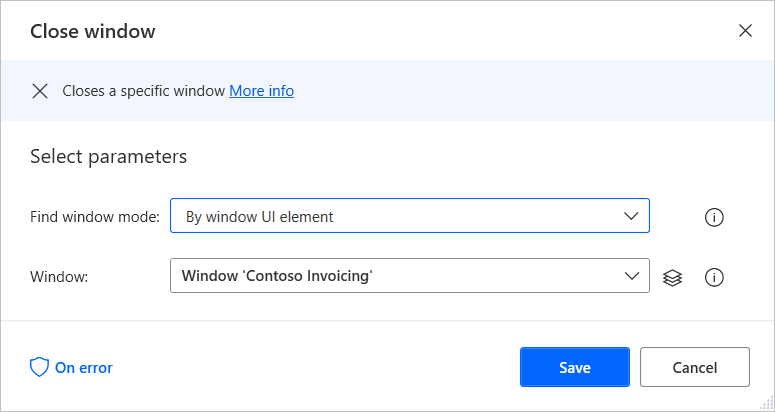 Close window
Closes a specific window More info
Select parameters
Find window mode: By window UI element
Window: Window 'Contoso Invoicing'
On error Save Cancel